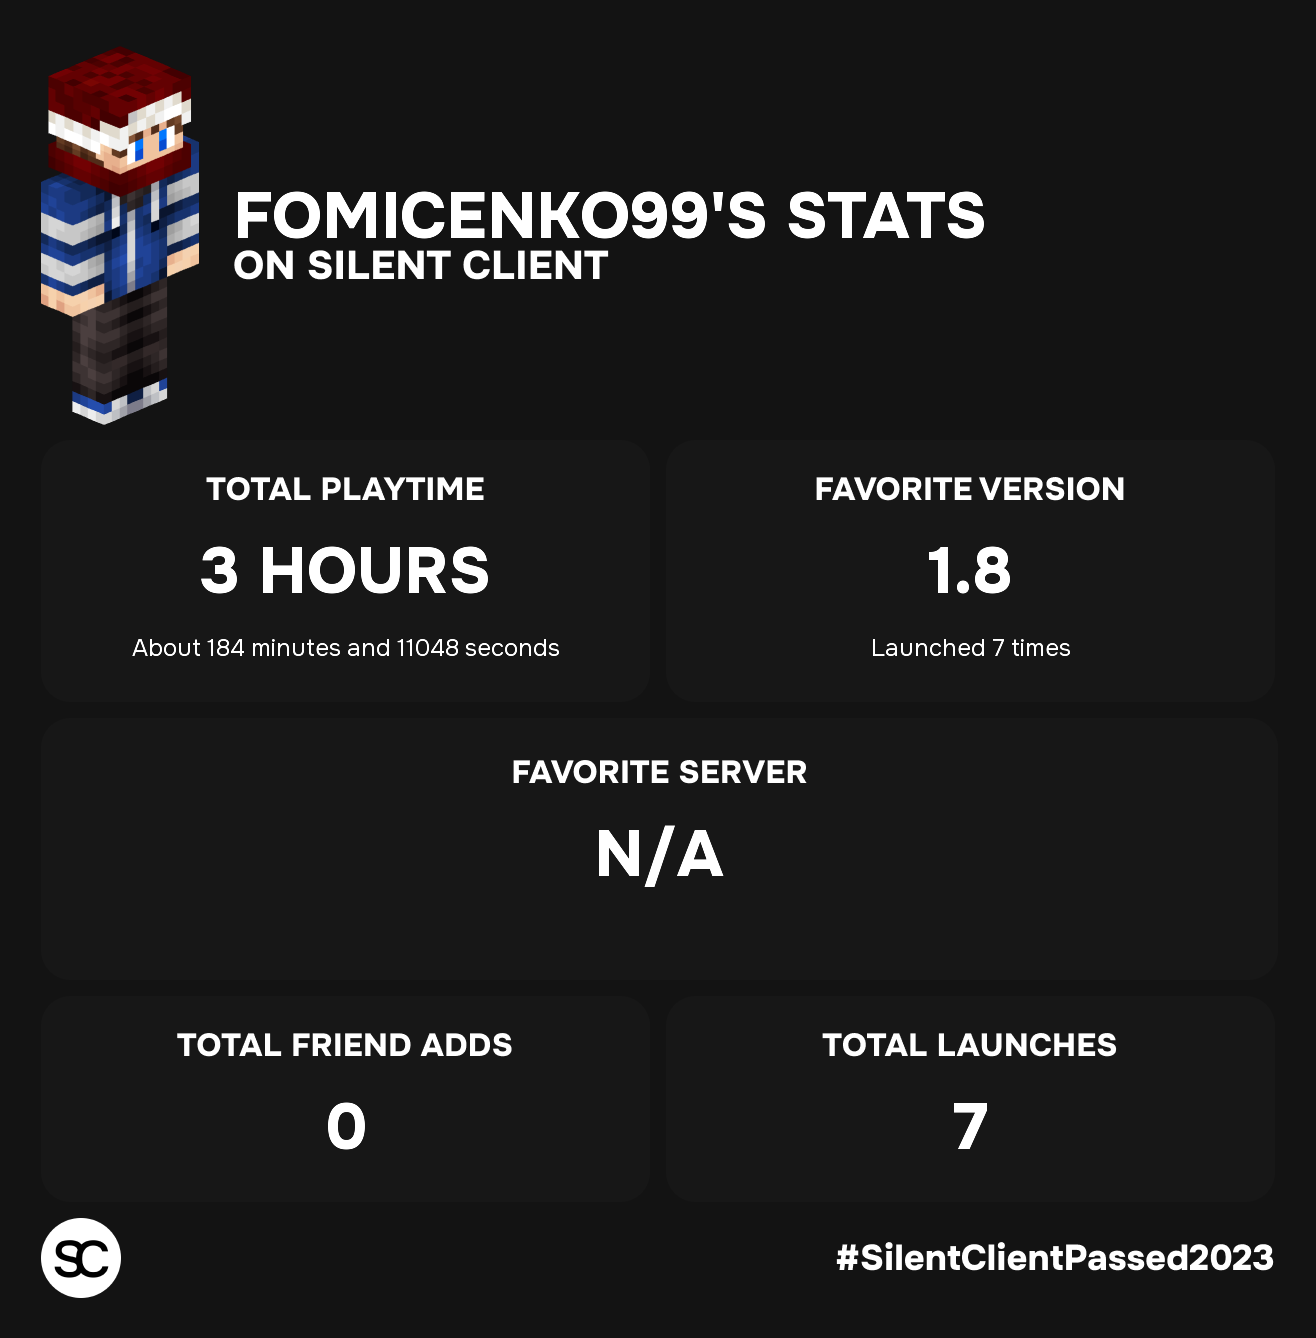 FOMICENKO99'S STATS
ON SILENT CLIENT
TOTAL PLAYTIME
3 HOURS
About 184 minutes and 11048 seconds
FAVORITE VERSION
1.8
Launched 7 times
FAVORITE SERVER
N/A
TOTAL FRIEND ADDS
0
TOTAL LAUNCHES
7
SC
#SilentClientPassed2023